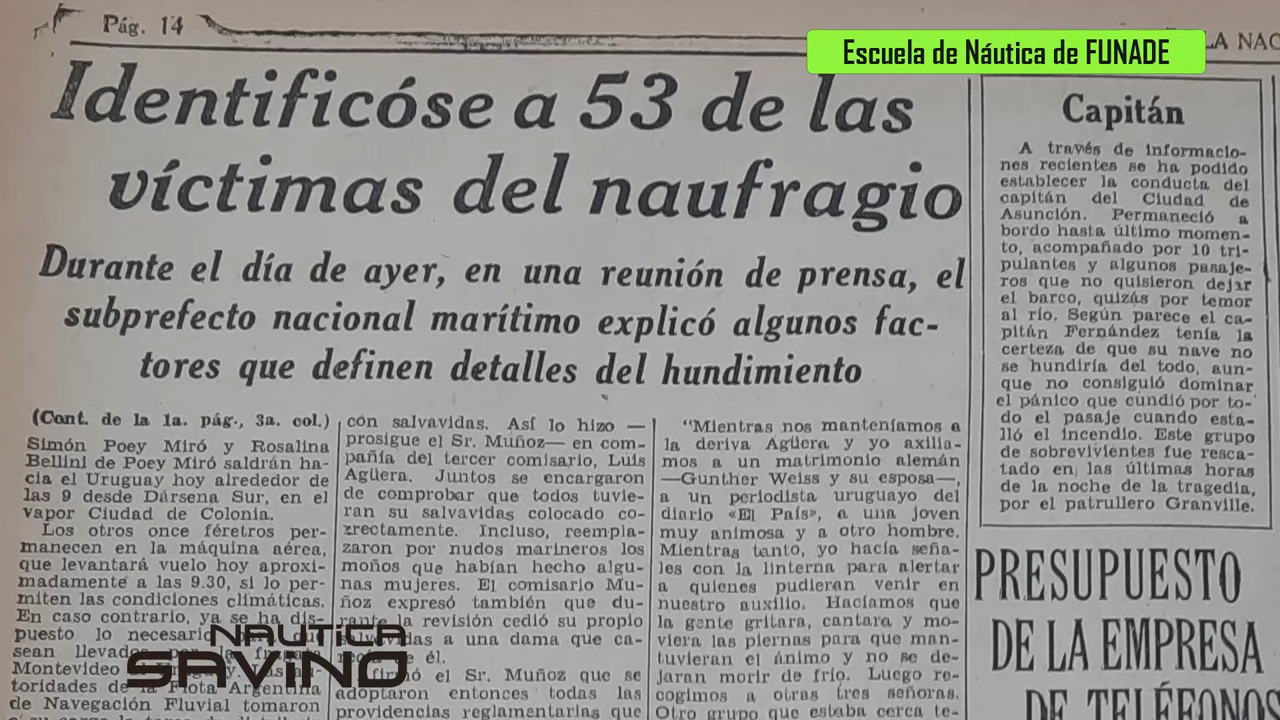 Pág. 14
LA NAC
Escuela de Náutica de FUNADE
Identificóse a 53 de las
víctimas del naufragio
Durante el día de ayer, en una reunión de prensa, el
subprefecto nacional marítimo explicó algunos fac-
tores que definen detalles del hundimiento
(Cont. de la 1a. pág., 3a. col.)
Simón Poey Miró y Rosalina
Bellini de Poey Miró saldrán ha-
cia el Uruguay hoy alrededor de
las 9 desde Dársena Sur, en el
vapor Ciudad de Colonia.
Los otros once féretros per-
manecen en la máquina aérea,
que levantará vuelo hoy aproxi-
madamente a las 9.30, si lo per-
miten las condiciones climáticas.
En caso contrario, ya se ha dis-
puesto lo necesario
sean llevados por la
Montevideo
toridades de la Flota Argentina
de Navegación Fluvial tomaron
con salvavidas. Así lo hizo —
prosigue el Sr. Muñoz— en com-
pañía del tercer comisario, Luis
Agüera. Juntos se encargaron
de comprobar que todos tuvie-
ran su salvavidas colocado co-
rrectamente. Incluso, reempla-
zaron por nudos marineros los
moños que habían hecho algu-
nas mujeres. El comisario Mu-
ñoz expresó también que du-
rante la revisión cedió su propio
salvavidas a una dama que ca-
de él.
el Sr. Muñoz que se
adoptaron entonces todas las
providencias reglamentarias que
"Mientras nos manteníamos a
la deriva Agüera y yo axilia-
mos a un matrimonio alemán
—Gunther Weiss y su esposa—,
a un periodista uruguayo del
diario «El País», a una joven
muy animosa y a otro hombre.
Mientras tanto, yo hacía seña-
les con la linterna para alertar
a quienes pudieran venir en
nuestro auxilio. Hacíamos que
la gente gritara, cantara y mo-
viera las piernas para que man-
tuvieran el ánimo y no se de-
jaran morir de frío. Luego re-
cogimos a otras tres señoras.
Otro grupo que estaba cerca te-
Capitán
A través de informacio-
nes recientes se ha podido
establecer la conducta del
capitán del Ciudad de
Asunción. Permaneció a
bordo hasta último momen-
to, acompañado por 10 tri-
pulantes y algunos pasaje-
ros que no quisieron dejar
el barco, quizás por temor
al río. Según parece el ca-
pitán Fernández tenía la
certeza de que su nave no
se hundiría del todo, aun-
que no consiguió dominar
el pánico que cundió por to-
do el pasaje cuando esta-
lló el incendio. Este grupo
de sobrevivientes fue resca-
tado en las últimas horas
de la noche de la tragedia,
por el patrullero Granville.
PRESUPUESTO
DE LA EMPRESA
DE TELÉFONOS
NAUTICA
SAVINO